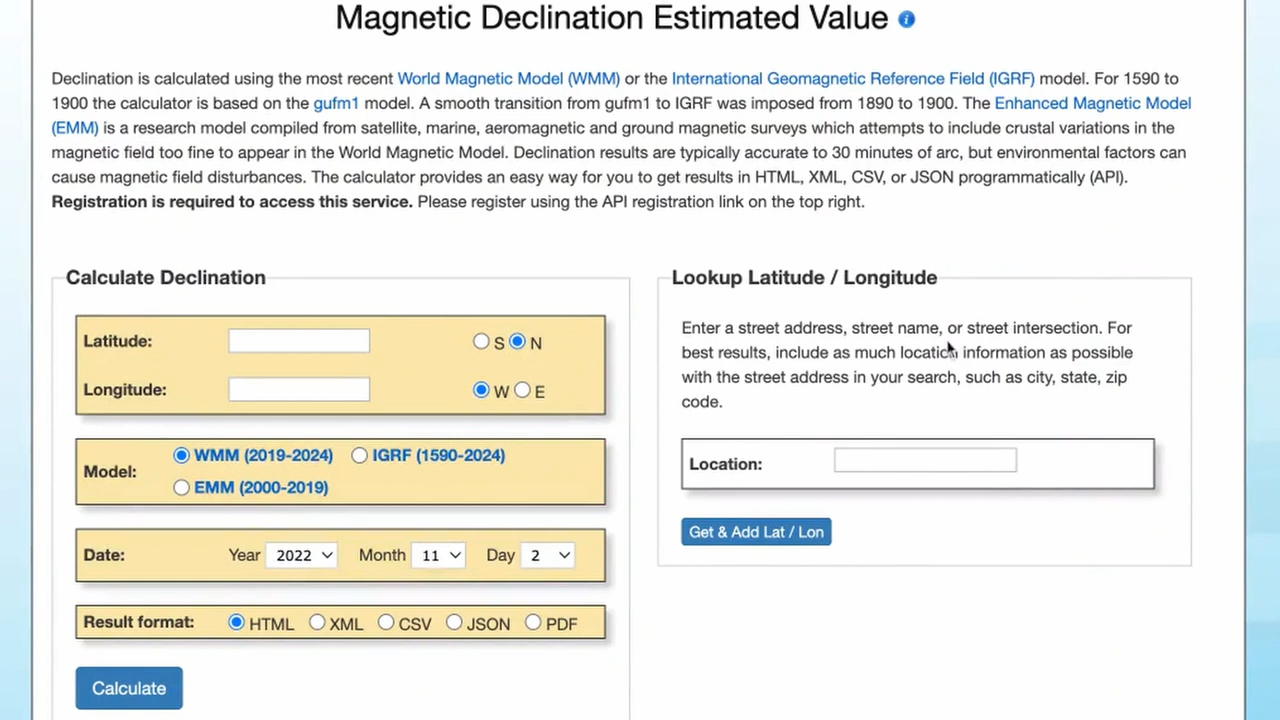 Magnetic Declination Estimated Value
Declination is calculated using the most recent World Magnetic Model (WMM) or the International Geomagnetic Reference Field (IGRF) model. For 1590 to
1900 the calculator is based on the gufm1 model. A smooth transition from gufm1 to IGRF was imposed from 1890 to 1900. The Enhanced Magnetic Model
(EMM) is a research model compiled from satellite, marine, aeromagnetic and ground magnetic surveys which attempts to include crustal variations in the
magnetic field too fine to appear in the World Magnetic Model. Declination results are typically accurate to 30 minutes of arc, but environmental factors can
cause magnetic field disturbances. The calculator provides an easy way for you to get results in HTML, XML, CSV, or JSON programmatically (API).
Registration is required to access this service. Please register using the API registration link on the top right.
Calculate Declination
Latitude: S N
Longitude: W E
Model: WMM (2019-2024) IGRF (1590-2024)
EMM (2000-2019)
Date: Year 2022 Month 11 Day 2
Result format: HTML XML CSV JSON PDF
Calculate
Lookup Latitude / Longitude
Enter a street address, street name, or street intersection. For
best results, include as much location information as possible
with the street address in your search, such as city, state, zip
code.
Location:
Get & Add Lat / Lon